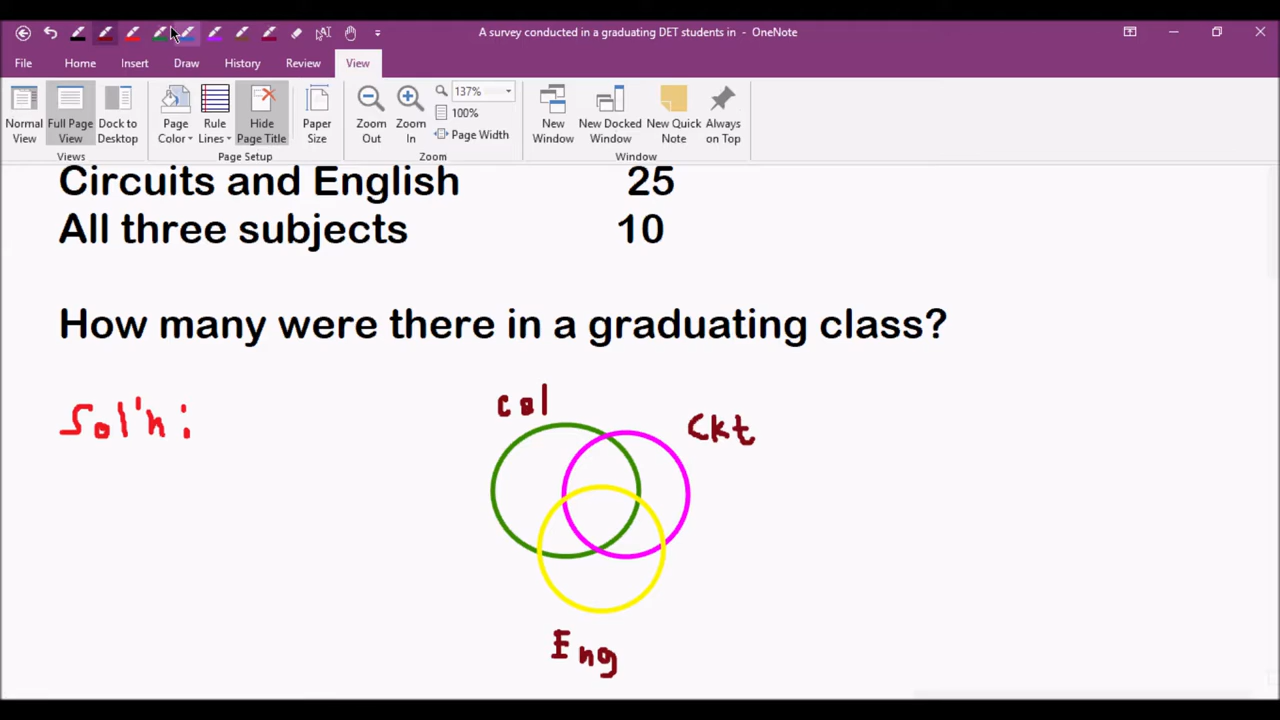 A survey conducted in a graduating DET students in - OneNote
File Home Insert Draw History Review View
Normal View
Full Page View
Dock to Desktop
Views
Page Color
Rule Lines
Hide Page Title
Paper Size
Page Setup
Zoom Out
Zoom In
137%
100%
Page Width
Zoom
New Window
New Docked Window
New Quick Note
Always on Top
Window
Circuits and English 25
All three subjects 10
How many were there in a graduating class?
Sol'n:
Cal
Ckt
Eng